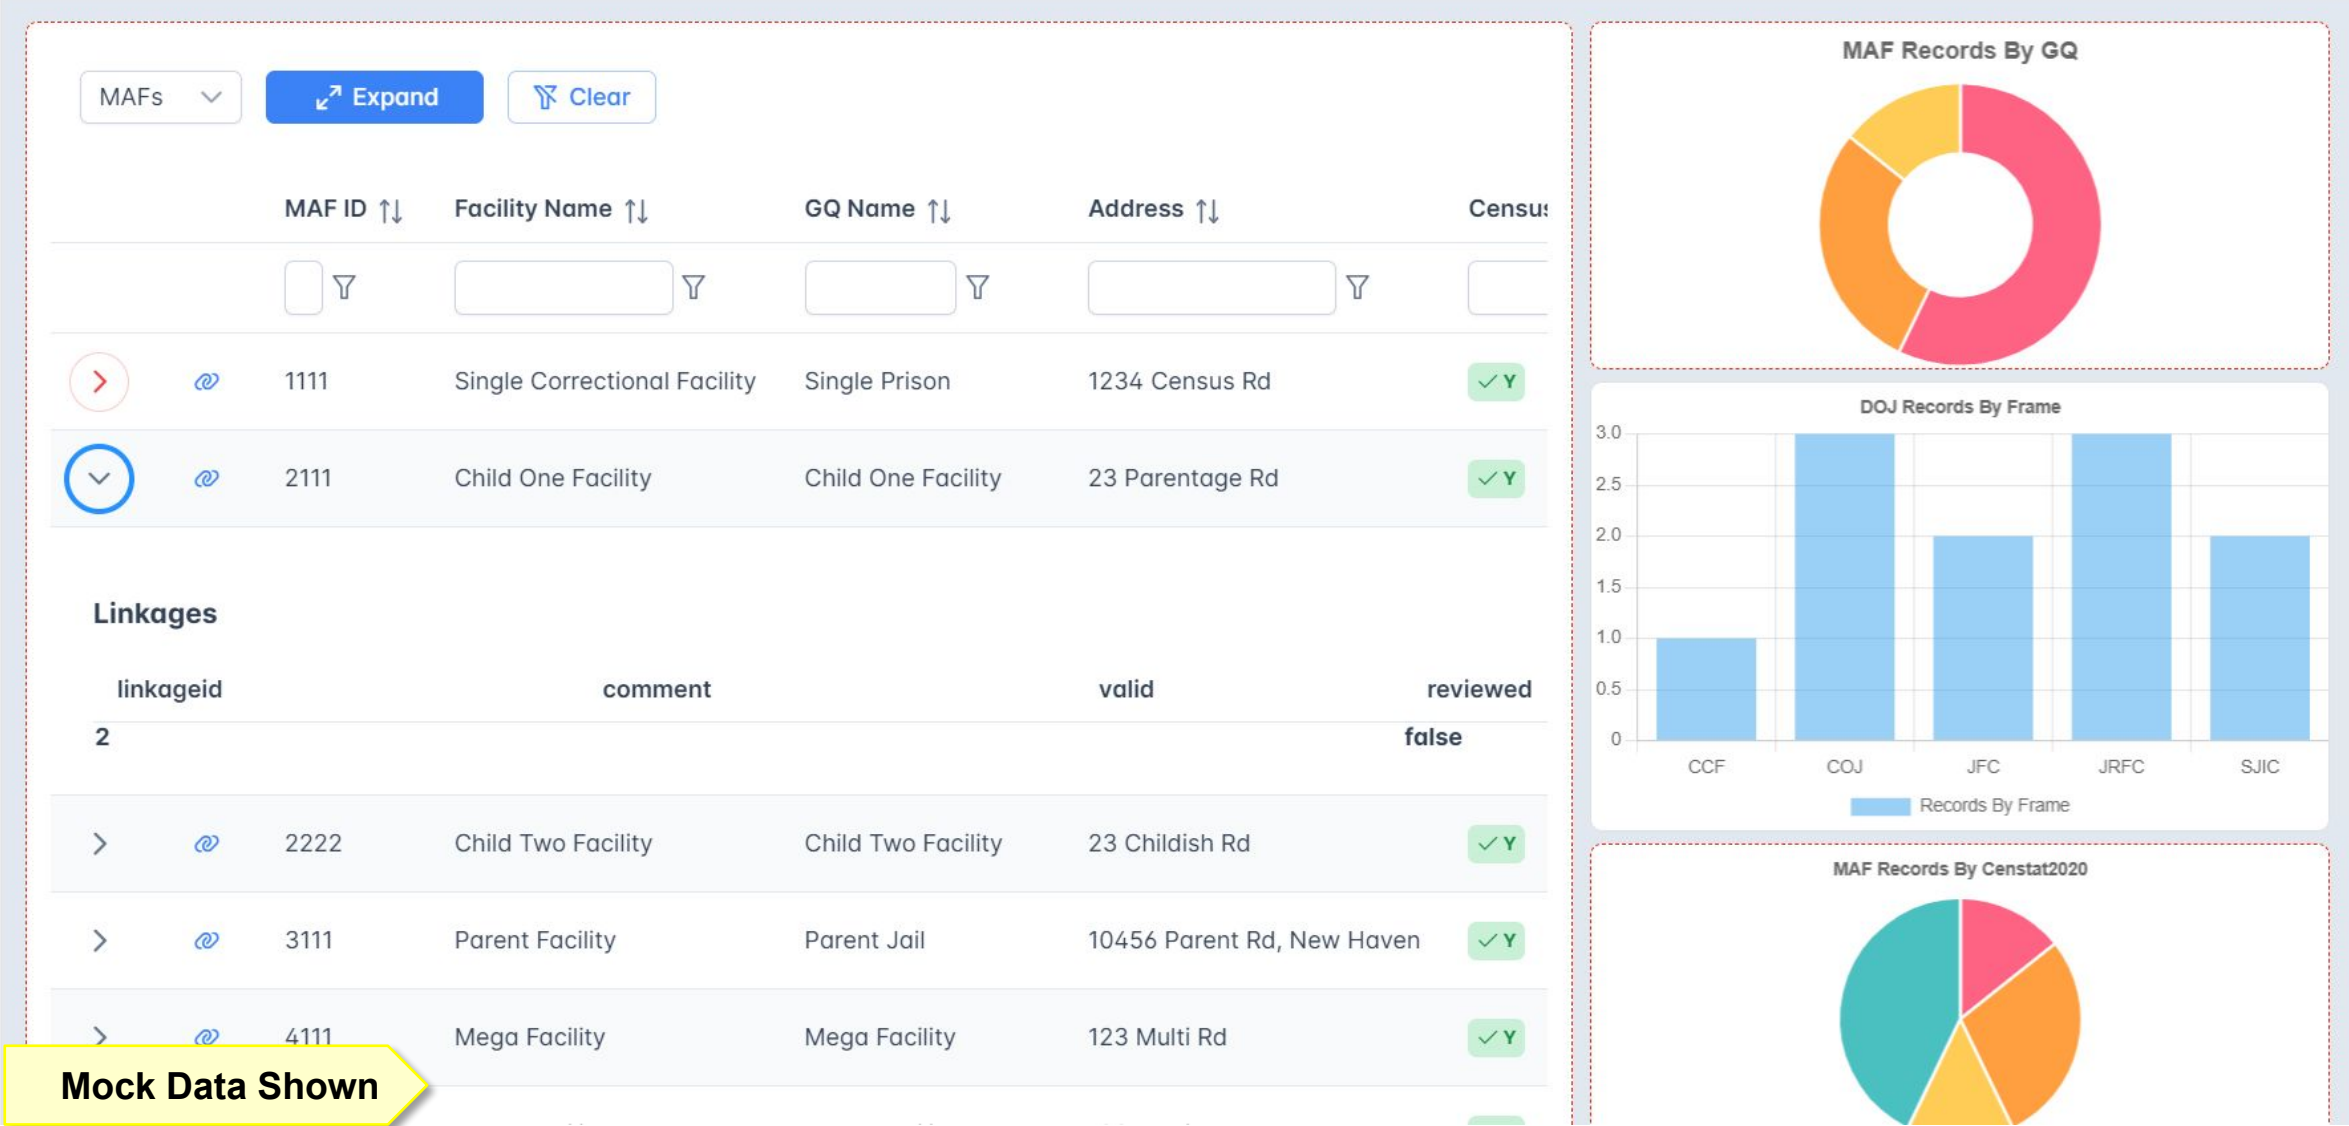 MAFs
Expand
Clear
MAF ID Facility Name GQ Name Address Census
1111 Single Correctional Facility Single Prison 1234 Census Rd Y
2111 Child One Facility Child One Facility 23 Parentage Rd Y
Linkages
linkageid comment valid reviewed
2 false
2222 Child Two Facility Child Two Facility 23 Childish Rd Y
3111 Parent Facility Parent Jail 10456 Parent Rd, New Haven Y
4111 Mega Facility Mega Facility 123 Multi Rd Y
Mock Data Shown
MAF Records By GQ
DOJ Records By Frame
3.0
2.5
2.0
1.5
1.0
0.5
0
CCF COJ JFC JRFC SJIC
Records By Frame
MAF Records By Censtat2020